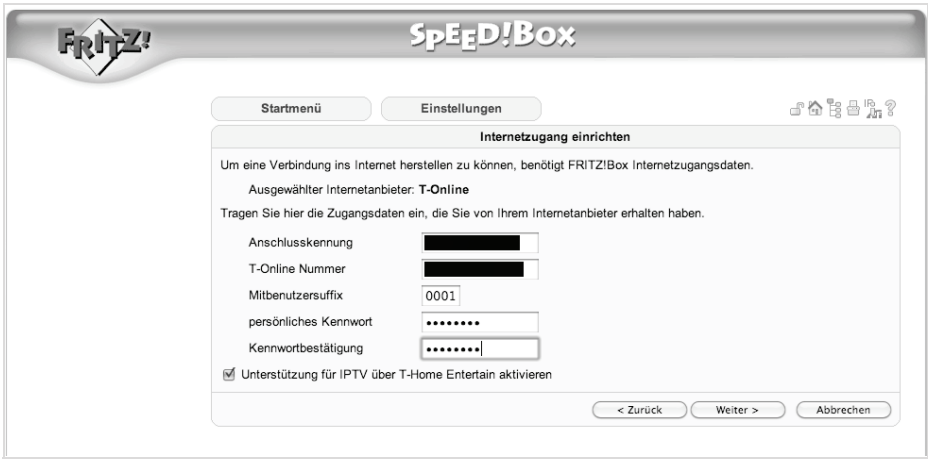 FRITZ!
SPEED!BOX
Startmenü
Einstellungen
Internetzugang einrichten
Um eine Verbindung ins Internet herstellen zu können, benötigt FRITZ!Box Internetzugangsdaten.
Ausgewählter Internetanbieter: T-Online
Tragen Sie hier die Zugangsdaten ein, die Sie von Ihrem Internetanbieter erhalten haben.
Anschlusskennung
T-Online Nummer
Mitbenutzersuffix 0001
persönliches Kennwort ••••••••
Kennwortbestätigung ••••••••
Unterstützung für IPTV über T-Home Entertain aktivieren
< Zurück
Weiter >
Abbrechen